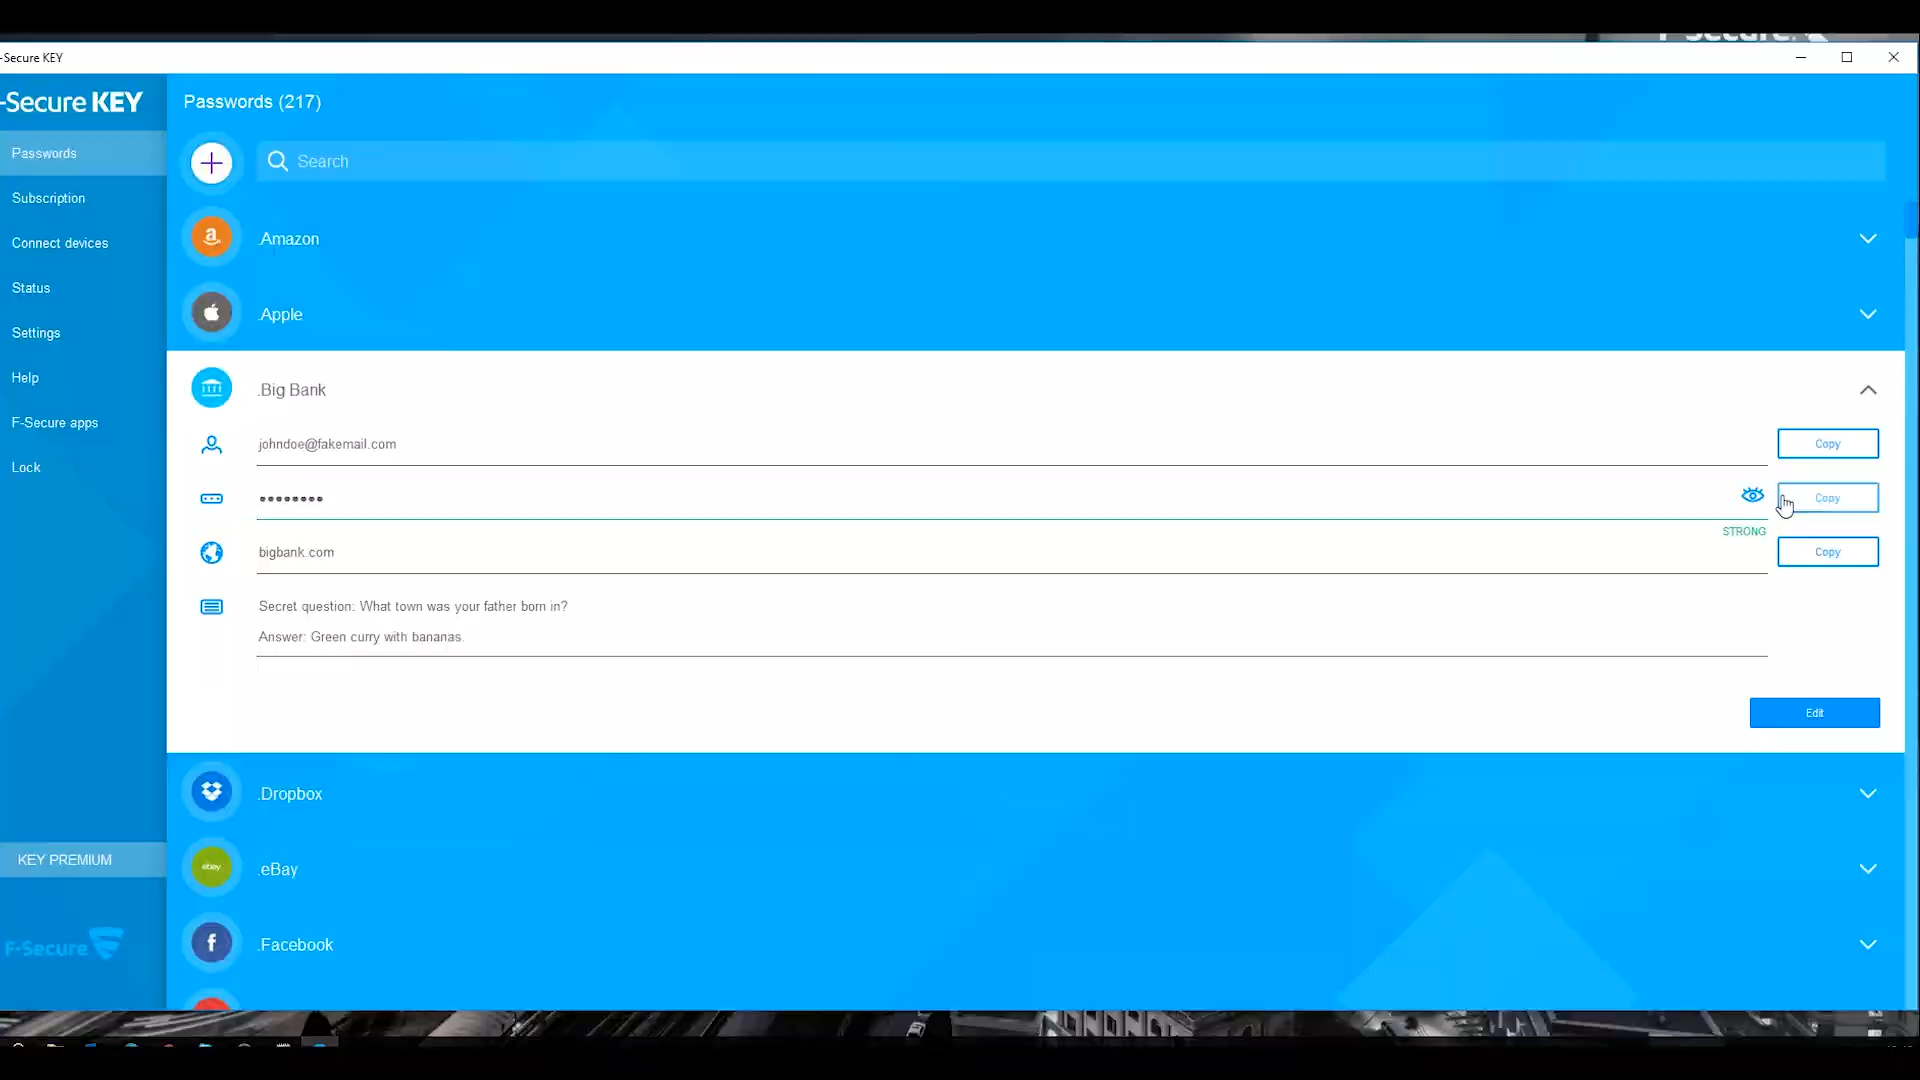 -Secure KEY
-Secure KEY
Passwords
Subscription
Connect devices
Status
Settings
Help
F-Secure apps
Lock
KEY PREMIUM
F-Secure
Passwords (217)
Search
a
.Amazon
.Apple
.Big Bank
johndoe@fakemail.com
Copy
••••••••
Copy
STRONG
bigbank.com
Copy
Secret question: What town was your father born in?
Answer: Green curry with bananas.
Edit
.Dropbox
ebay
.eBay
f
.Facebook